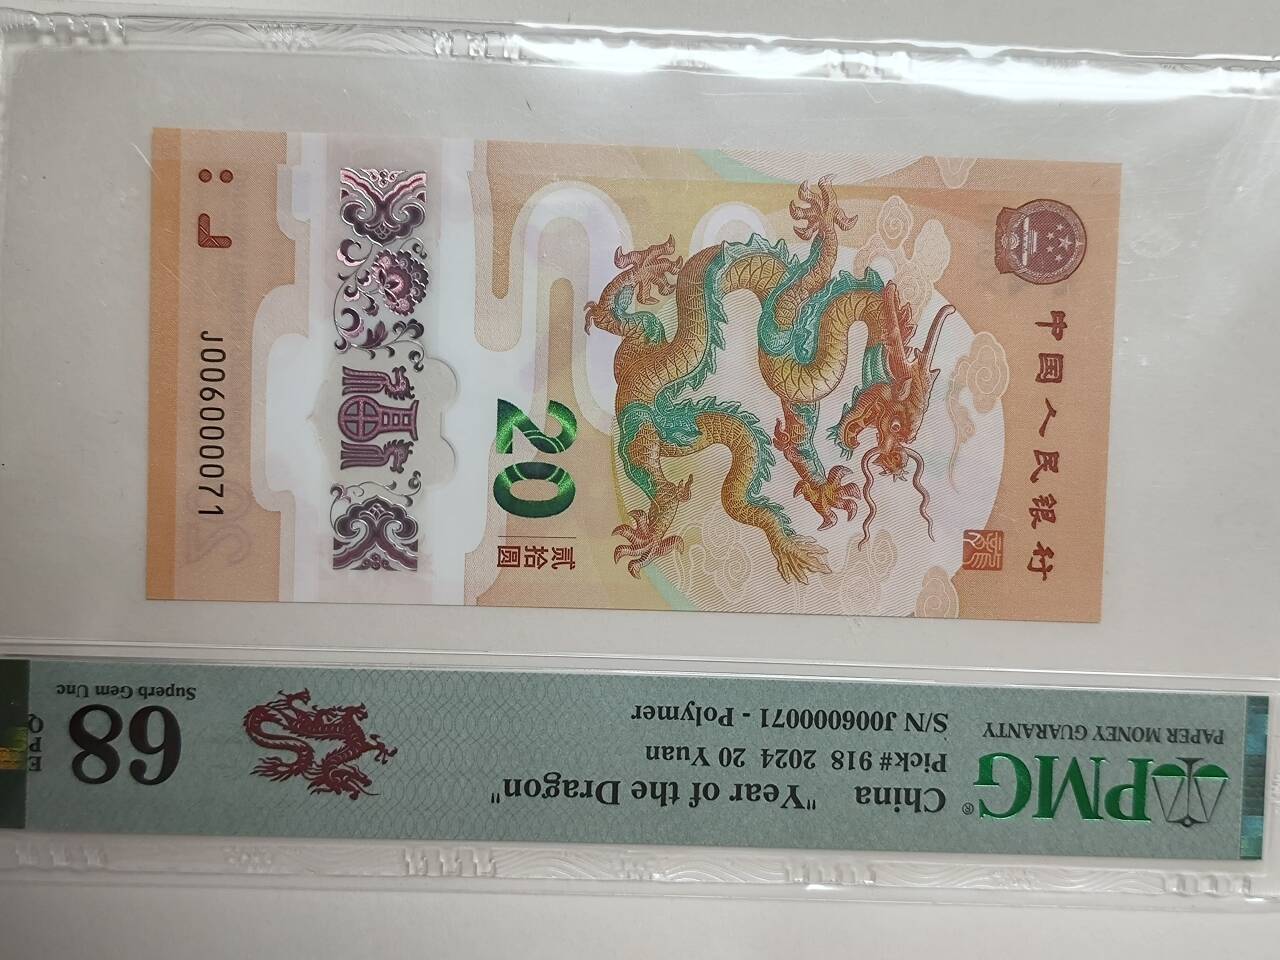 中国人民银行
20
贰拾圆
J006000071
20
PMG®
PAPER MONEY GUARANTY
China "Year of the Dragon"
Pick# 918 2024 20 Yuan
S/N J006000071 - Polymer
68
EPQ
Superb Gem Unc